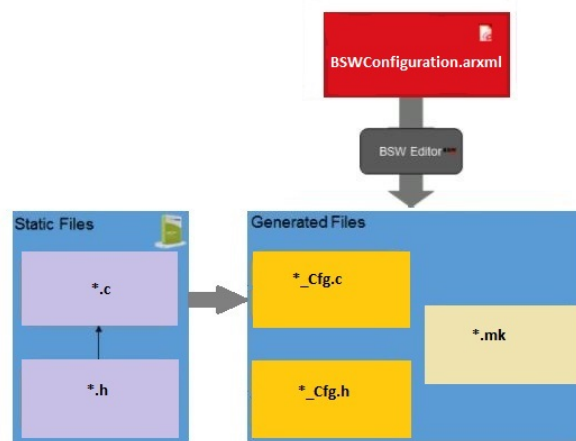 BSWConfiguration.arxml
BSW Editor
Static Files
Generated Files
*.c
*_Cfg.c
*.mk
*.h
*_Cfg.h